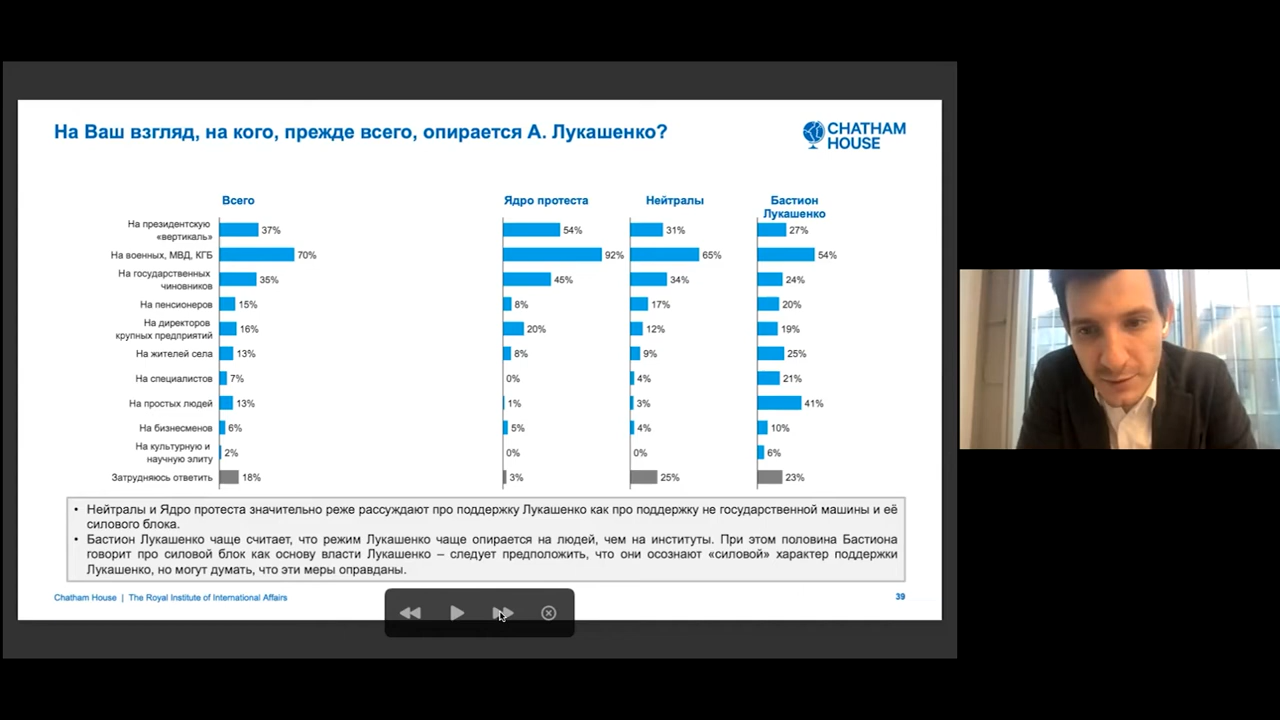 На Ваш взгляд, на кого, прежде всего, опирается А. Лукашенко?
CHATHAM
HOUSE
Всего
Ядро протеста
Нейтралы
Бастион
Лукашенко
На президентскую
«вертикаль»
37%
54%
31%
27%
На военных, МВД, КГБ
70%
92%
65%
54%
На государственных
чиновников
35%
45%
34%
24%
На пенсионеров
15%
8%
17%
20%
На директоров
крупных предприятий
16%
20%
12%
19%
На жителей села
13%
8%
9%
25%
На специалистов
7%
0%
4%
21%
На простых людей
13%
1%
3%
41%
На бизнесменов
6%
5%
4%
10%
На культурную и
научную элиту
2%
0%
0%
6%
Затрудняюсь ответить
18%
3%
25%
23%
• Нейтралы и Ядро протеста значительно реже рассуждают про поддержку Лукашенко как про поддержку не государственной машины и её
силового блока.
• Бастион Лукашенко чаще считает, что режим Лукашенко чаще опирается на людей, чем на институты. При этом половина Бастиона
говорит про силовой блок как основу власти Лукашенко – следует предположить, что они осознают «силовой» характер поддержки
Лукашенко, но могут думать, что эти меры оправданы.
Chatham House | The Royal Institute of International Affairs
39